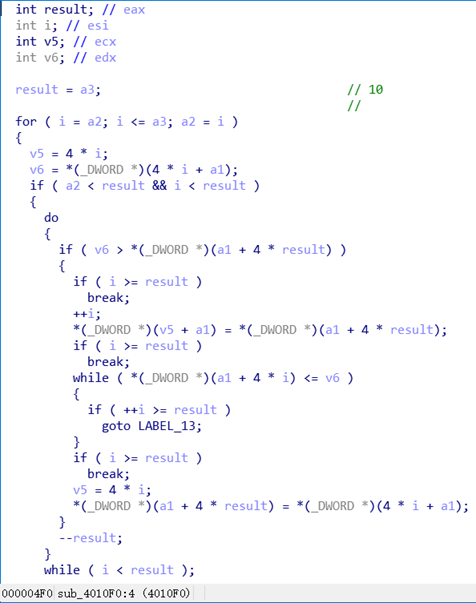 int result; // eax
int i; // esi
int v5; // ecx
int v6; // edx
result = a3; // 10
//
for ( i = a2; i <= a3; a2 = i )
{
v5 = 4 * i;
v6 = *(_DWORD *)(4 * i + a1);
if ( a2 < result && i < result )
{
do
{
if ( v6 > *(_DWORD *)(a1 + 4 * result) )
{
if ( i >= result )
break;
++i;
*(_DWORD *)(v5 + a1) = *(_DWORD *)(a1 + 4 * result);
if ( i >= result )
break;
while ( *(_DWORD *)(a1 + 4 * i) <= v6 )
{
if ( ++i >= result )
goto LABEL_13;
}
if ( i >= result )
break;
v5 = 4 * i;
*(_DWORD *)(a1 + 4 * result) = *(_DWORD *)(4 * i + a1);
}
--result;
}
while ( i < result );
000004F0 sub_4010F0:4 (4010F0)